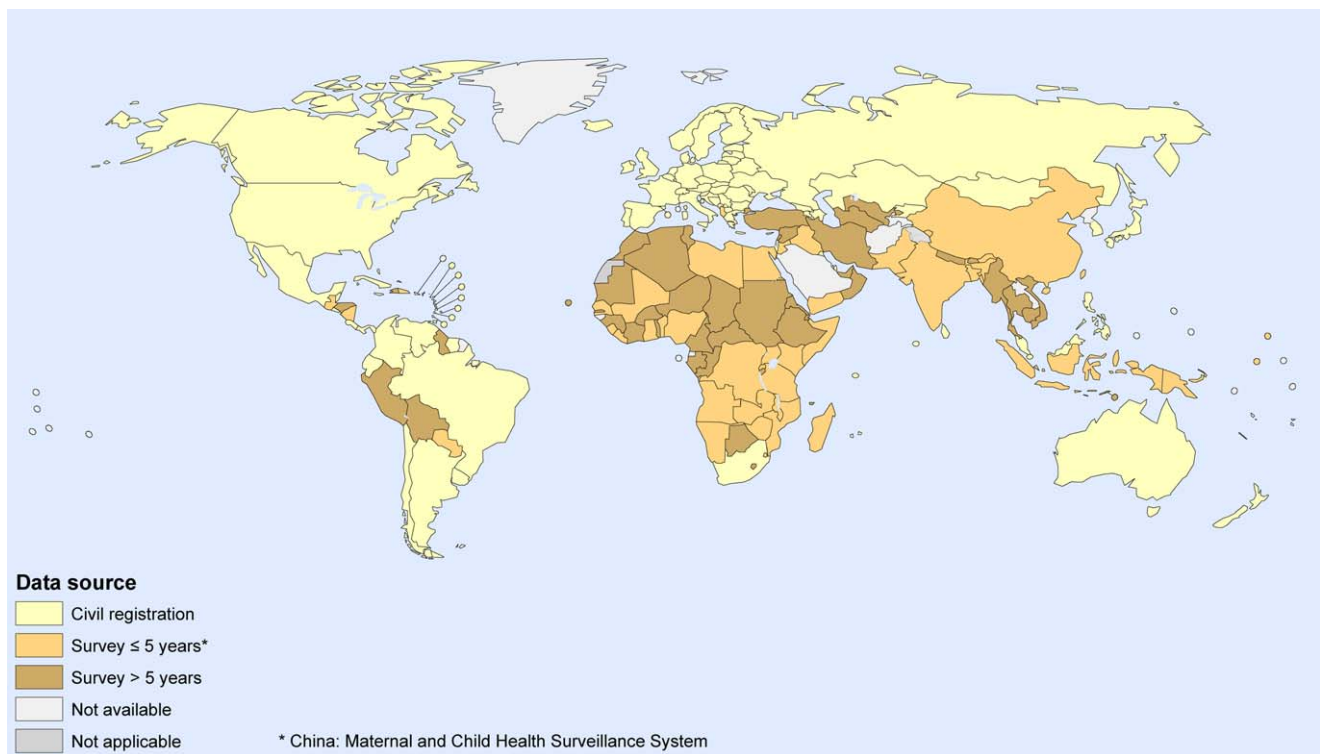 Data source
Civil registration
Survey ≤ 5 years*
Survey > 5 years
Not available
Not applicable
* China: Maternal and Child Health Surveillance System